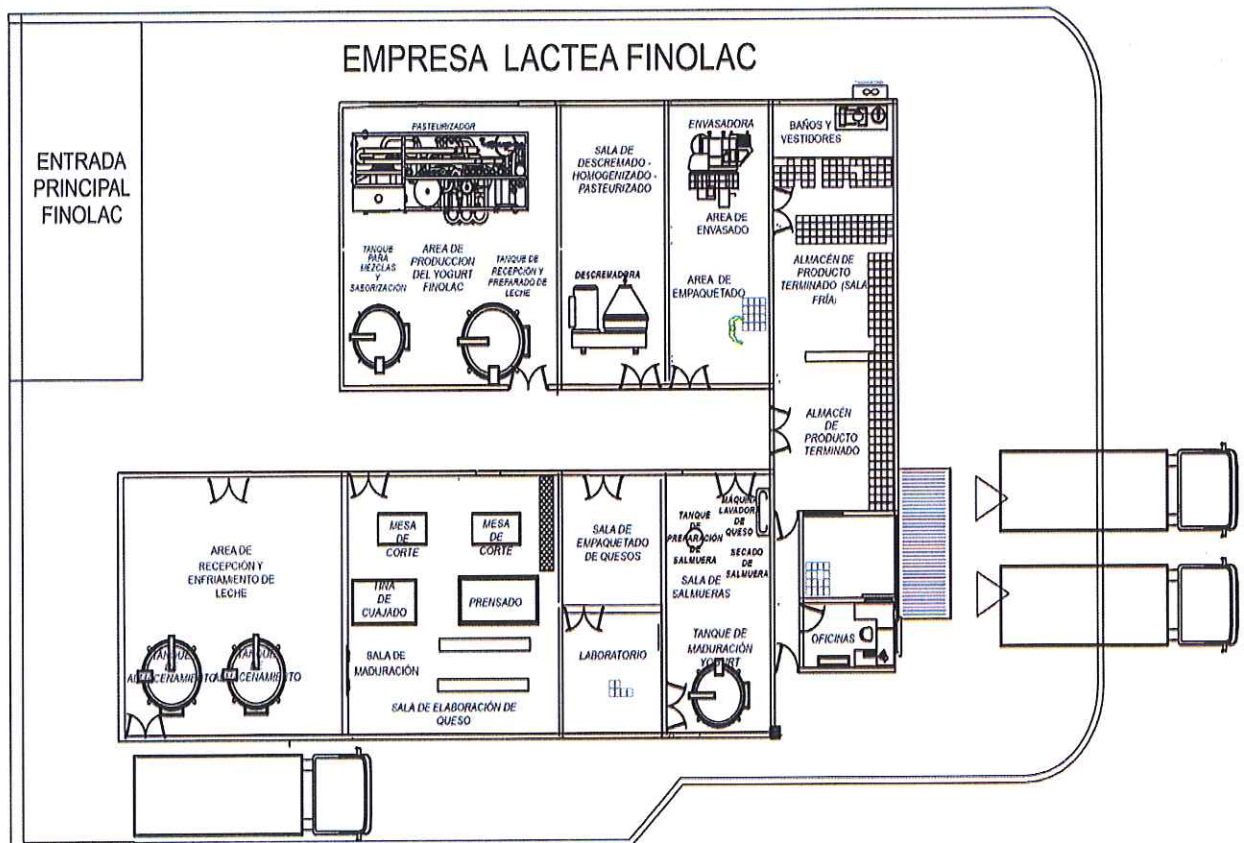 EMPRESA LACTEA FINOLAC
ENTRADA
PRINCIPAL
FINOLAC
PASTEURIZADOR
TANQUE
PARA
MEZCLAS
Y
SABORIZACIÓN
AREA DE
PRODUCCION
DEL YOGURT
FINOLAC
TANQUE DE
RECEPCIÓN Y
PREPARADO DE
LECHE
SALA DE
DESCREMADO -
HOMOGENIZADO -
PASTEURIZADO
DESCREMADORA
ENVASADORA
AREA DE
ENVASADO
AREA DE
EMPAQUETADO
BAÑOS Y
VESTIDORES
ALMACÉN DE
PRODUCTO
TERMINADO (SALA
FRÍA)
ALMACÉN
DE
PRODUCTO
TERMINADO
AREA DE
RECEPCIÓN Y
ENFRIAMIENTO DE
LECHE
TANQUE
ALMACENAMIENTO
TANQUE
ALMACENAMIENTO
MESA
DE
CORTE
MESA
DE
CORTE
TINA
DE
CUAJADO
PRENSADO
SALA DE
MADURACIÓN
SALA DE ELABORACIÓN DE
QUESO
SALA DE
EMPAQUETADO
DE QUESOS
LABORATORIO
TANQUE
DE
PREPARACIÓN
DE
SALMUERA
MAQUINA
LAVADORA
DE
QUESO
SECADO
DE
SALMUERA
SALA DE
SALMUERAS
TANQUE DE
MADURACIÓN
YOGURT
OFICINAS